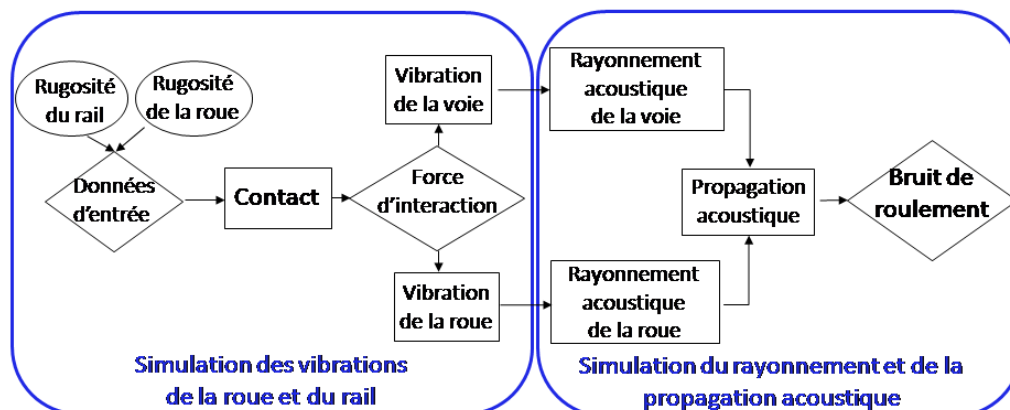 Rugosité
du rail
Rugosité
de la roue
Données
d'entrée
Contact
Vibration
de la voie
Force
d'interaction
Vibration
de la roue
Simulation des vibrations
de la roue et du rail
Rayonnement
acoustique
de la voie
Propagation
acoustique
Bruit de
roulement
Rayonnement
acoustique
de la roue
Simulation du rayonnement et de la
propagation acoustique